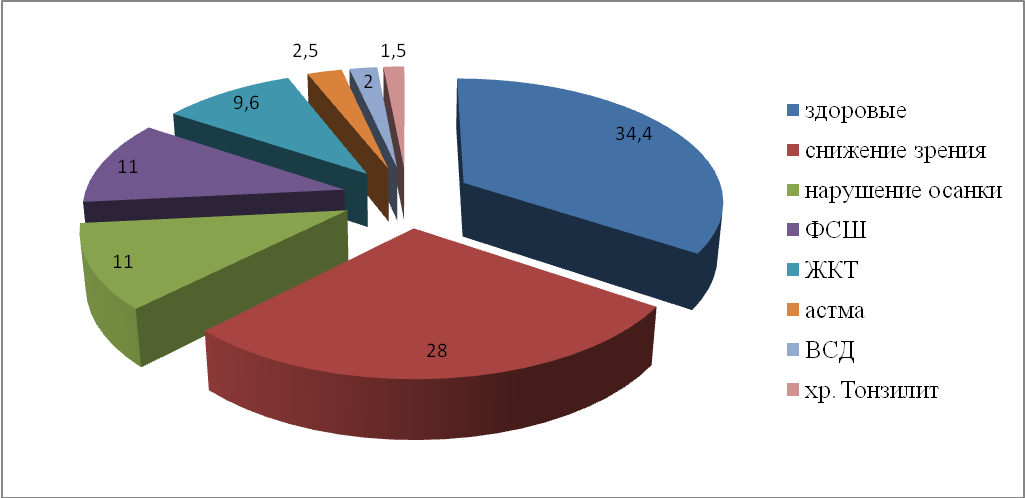 2,5
1,5
2
9,6
34,4
11
11
28
здоровые
снижение зрения
нарушение осанки
ФСШ
ЖКТ
астма
ВСД
хр. Тонзилит